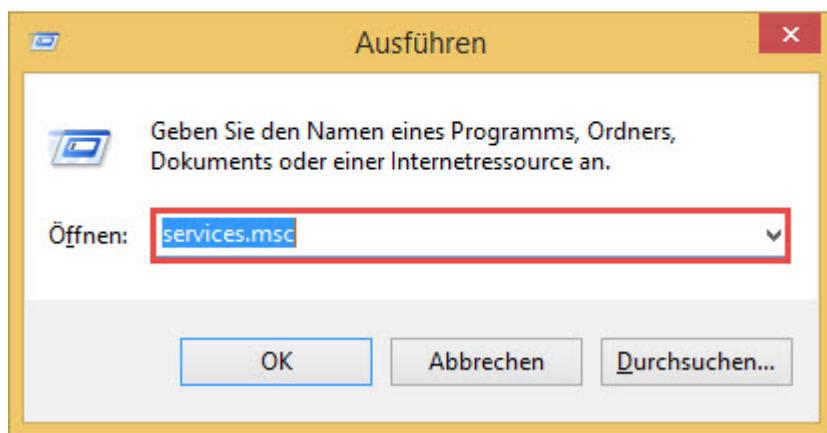 Ausführen
Geben Sie den Namen eines Programms, Ordners,
Dokuments oder einer Internetressource an.
Öffnen: services.msc
OK Abbrechen Durchsuchen...